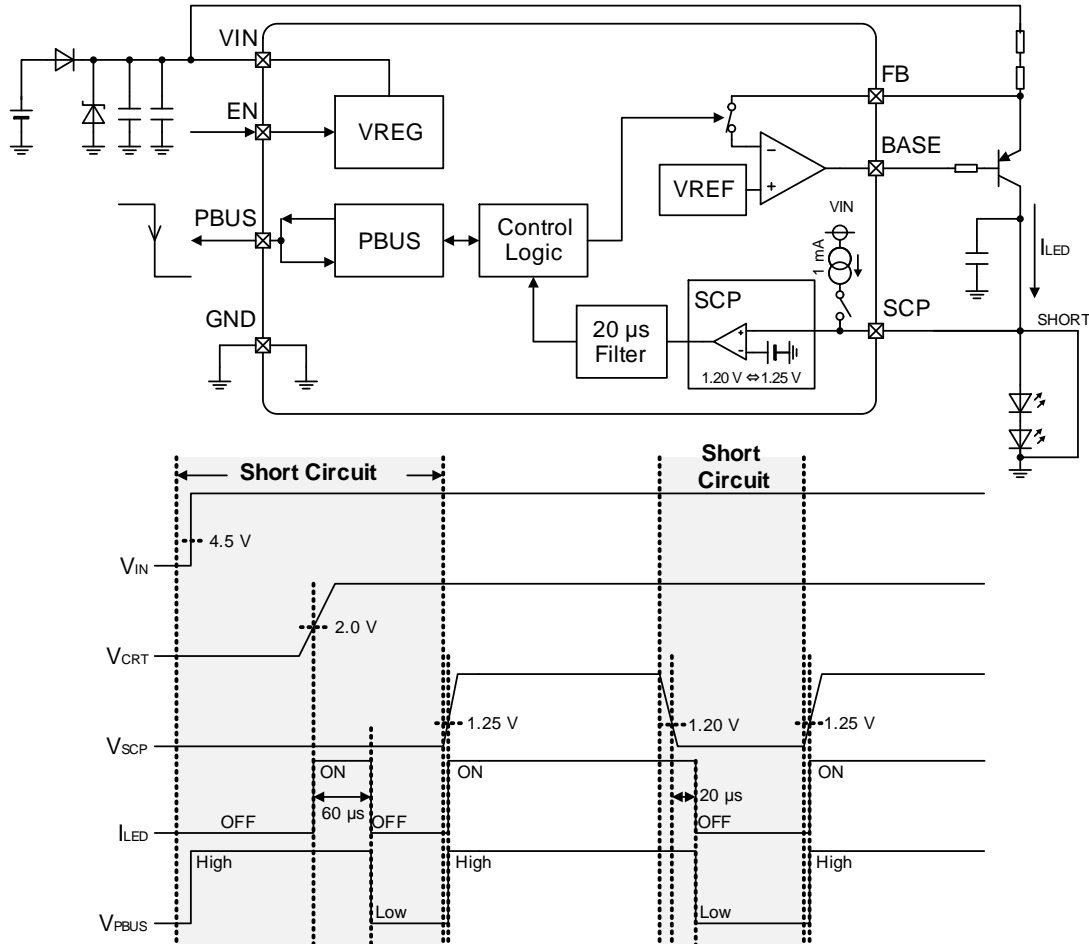 VIN
FB
EN
VREG
BASE
VREF
PBUS
PBUS
Control
Logic
VIN
1 mA
ILED
GND
20 µs
Filter
SCP
1.20 V ⇔ 1.25 V
SCP
SHORT
Short Circuit
Short
Circuit
4.5 V
VIN
2.0 V
VCRT
1.25 V
1.20 V
1.25 V
VSCP
ON
ON
ON
60 µs
20 µs
OFF
OFF
OFF
ILED
High
High
High
Low
Low
VPBUS